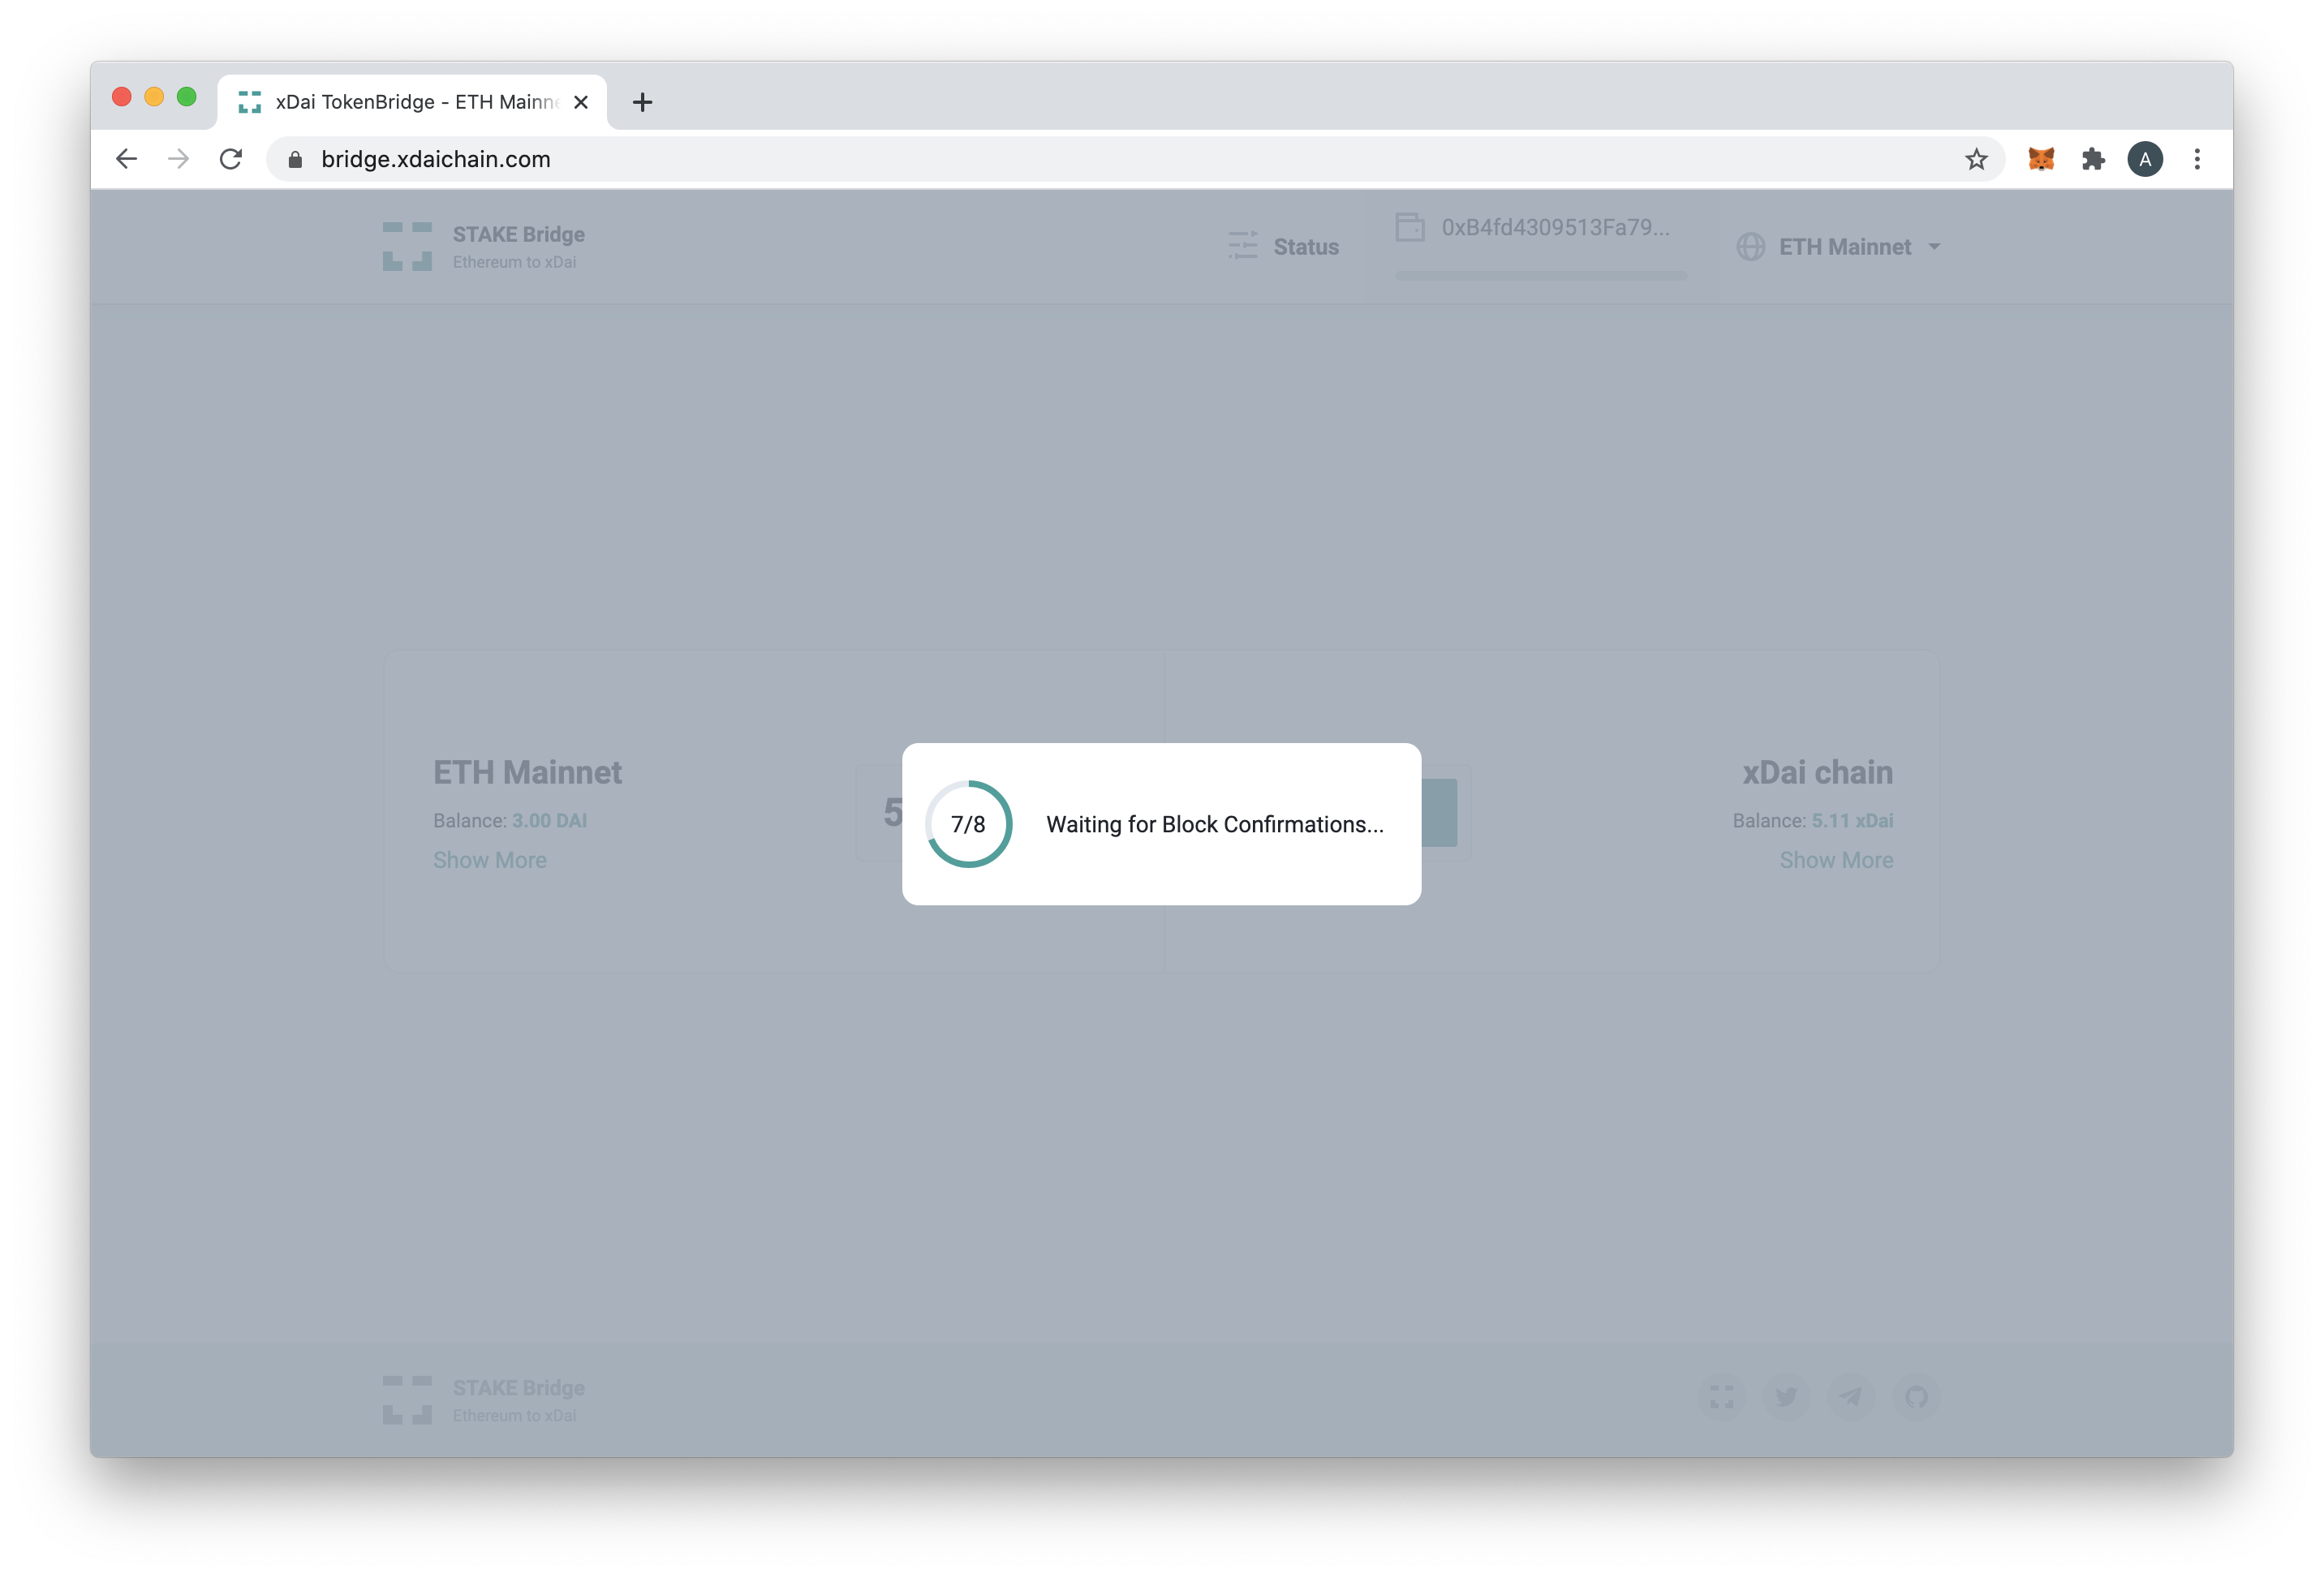 xDai TokenBridge - ETH Mainne
bridge.xdaichain.com
A
STAKE Bridge
Ethereum to xDai
Status
0xB4fd4309513Fa79...
ETH Mainnet
ETH Mainnet
Balance: 3.00 DAI
Show More
5
7/8
Waiting for Block Confirmations...
xDai chain
Balance: 5.11 xDai
Show More
STAKE Bridge
Ethereum to xDai